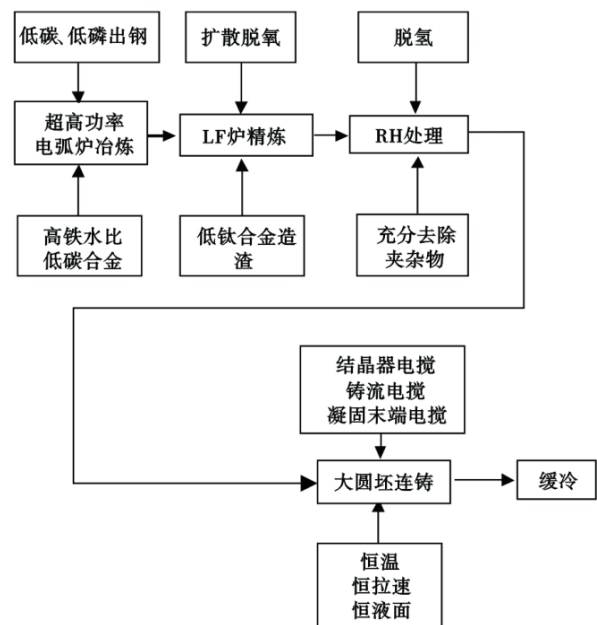 低碳、低磷出钢
扩散脱氧
脱氢
超高功率
电弧炉冶炼
LF炉精炼
RH处理
高铁水比
低碳合金
低钛合金造
渣
充分去除
夹杂物
结晶器电搅
铸流电搅
凝固末端电搅
大圆坯连铸
缓冷
恒温
恒拉速
恒液面